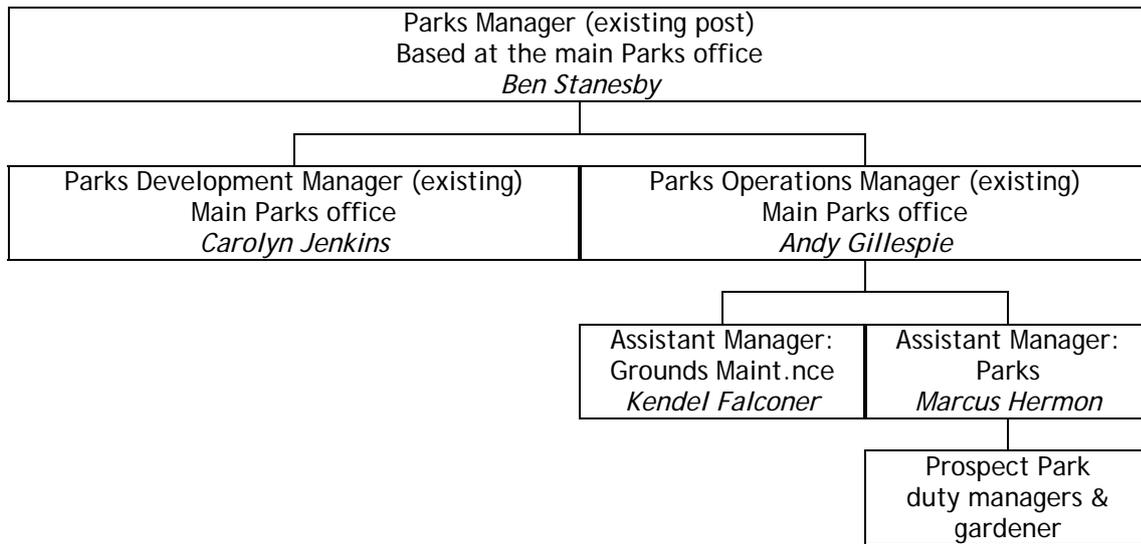 Parks Manager (existing post)
Based at the main Parks office
Ben Stanesby
Parks Development Manager (existing)
Main Parks office
Carolyn Jenkins
Parks Operations Manager (existing)
Main Parks office
Andy Gillespie
Assistant Manager:
Grounds Maint.nce
Kendel Falconer
Assistant Manager:
Parks
Marcus Hermon
Prospect Park
duty managers &
gardener